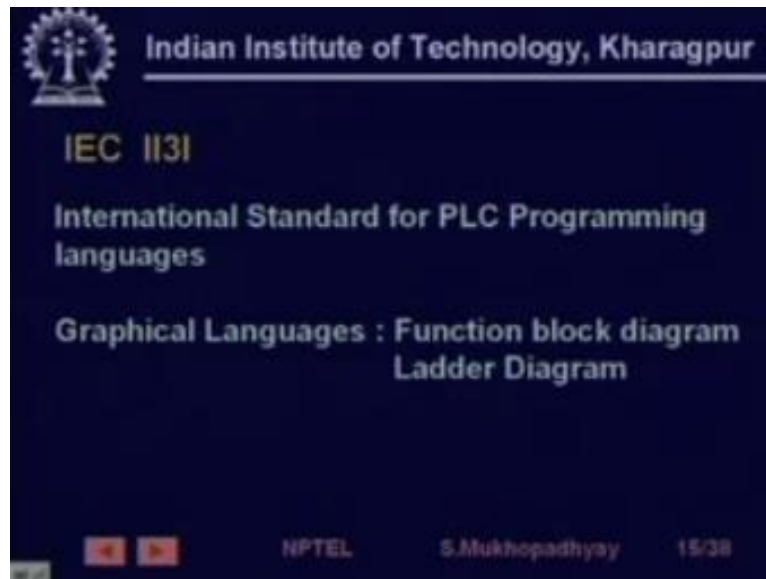 Indian Institute of Technology, Kharagpur
IEC II3I
International Standard for PLC Programming
languages
Graphical Languages : Function block diagram
Ladder Diagram
NPTEL S.Mukhopadhyay 15/38